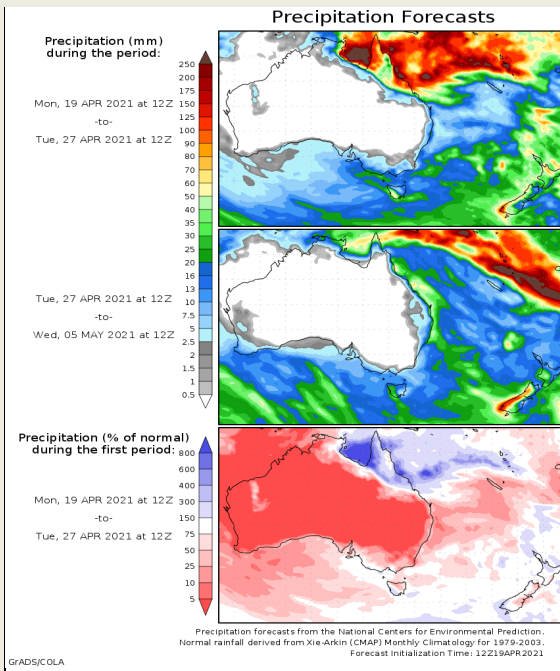 Precipitation Forecasts
Precipitation (mm)
during the period:
Mon, 19 APR 2021 at 12Z
-to-
Tue, 27 APR 2021 at 12Z
250
200
175
150
125
100
90
80
70
60
50
40
35
30
25
20
16
13
10
7.5
5
2.5
2
1.5
1
0.5
Tue, 27 APR 2021 at 12Z
-to-
Wed, 05 MAY 2021 at 12Z
Precipitation (% of normal)
during the first period:
Mon, 19 APR 2021 at 12Z
-to-
Tue, 27 APR 2021 at 12Z
800
600
400
300
150
75
50
25
10
5
Precipitation forecasts from the National Centers for Environmental Prediction.
Normal rainfall derived from Xie-Arkin (CMAP) Monthly Climatology for 1979-2003.
Forecast Initialization Time: 12Z19APR2021
GrADS/COLA